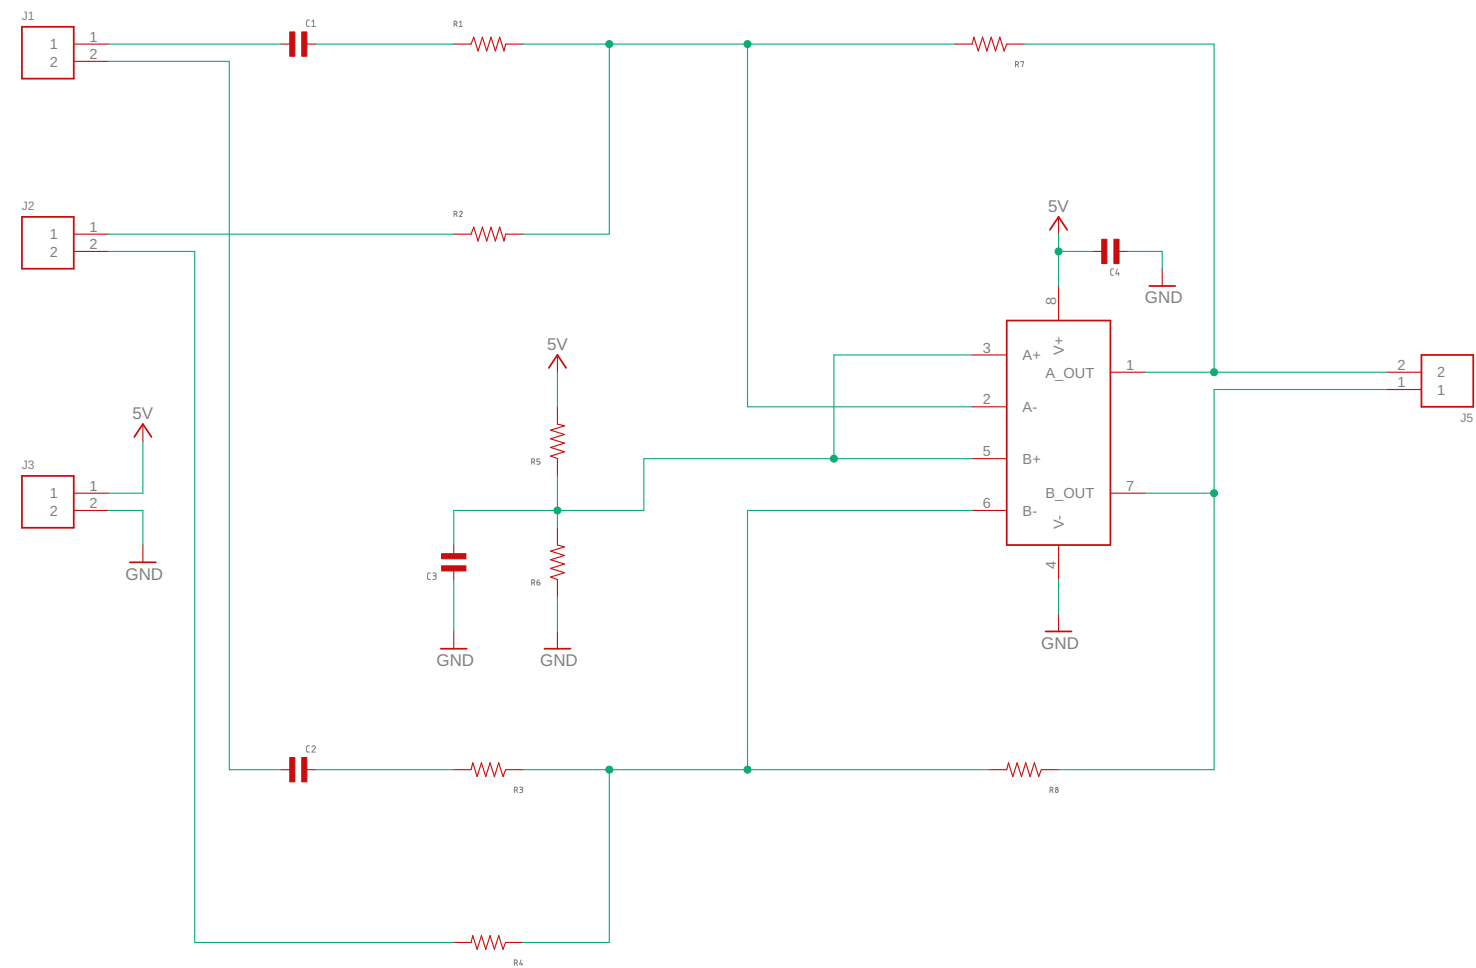 J1
C1
R1
1 1
2 2
R7
J2
R2
1 1
2 2
5V
C4
GND
8
5V
3 A+ V+
A_OUT 1
2 A-
2 2
1 1
J5
5V
J3
R5
5 B+
1 1
2 2
B_OUT 7
6 B-
V-
GND
C3
R6
4
GND
GND
GND
C2
R3
R8
R4